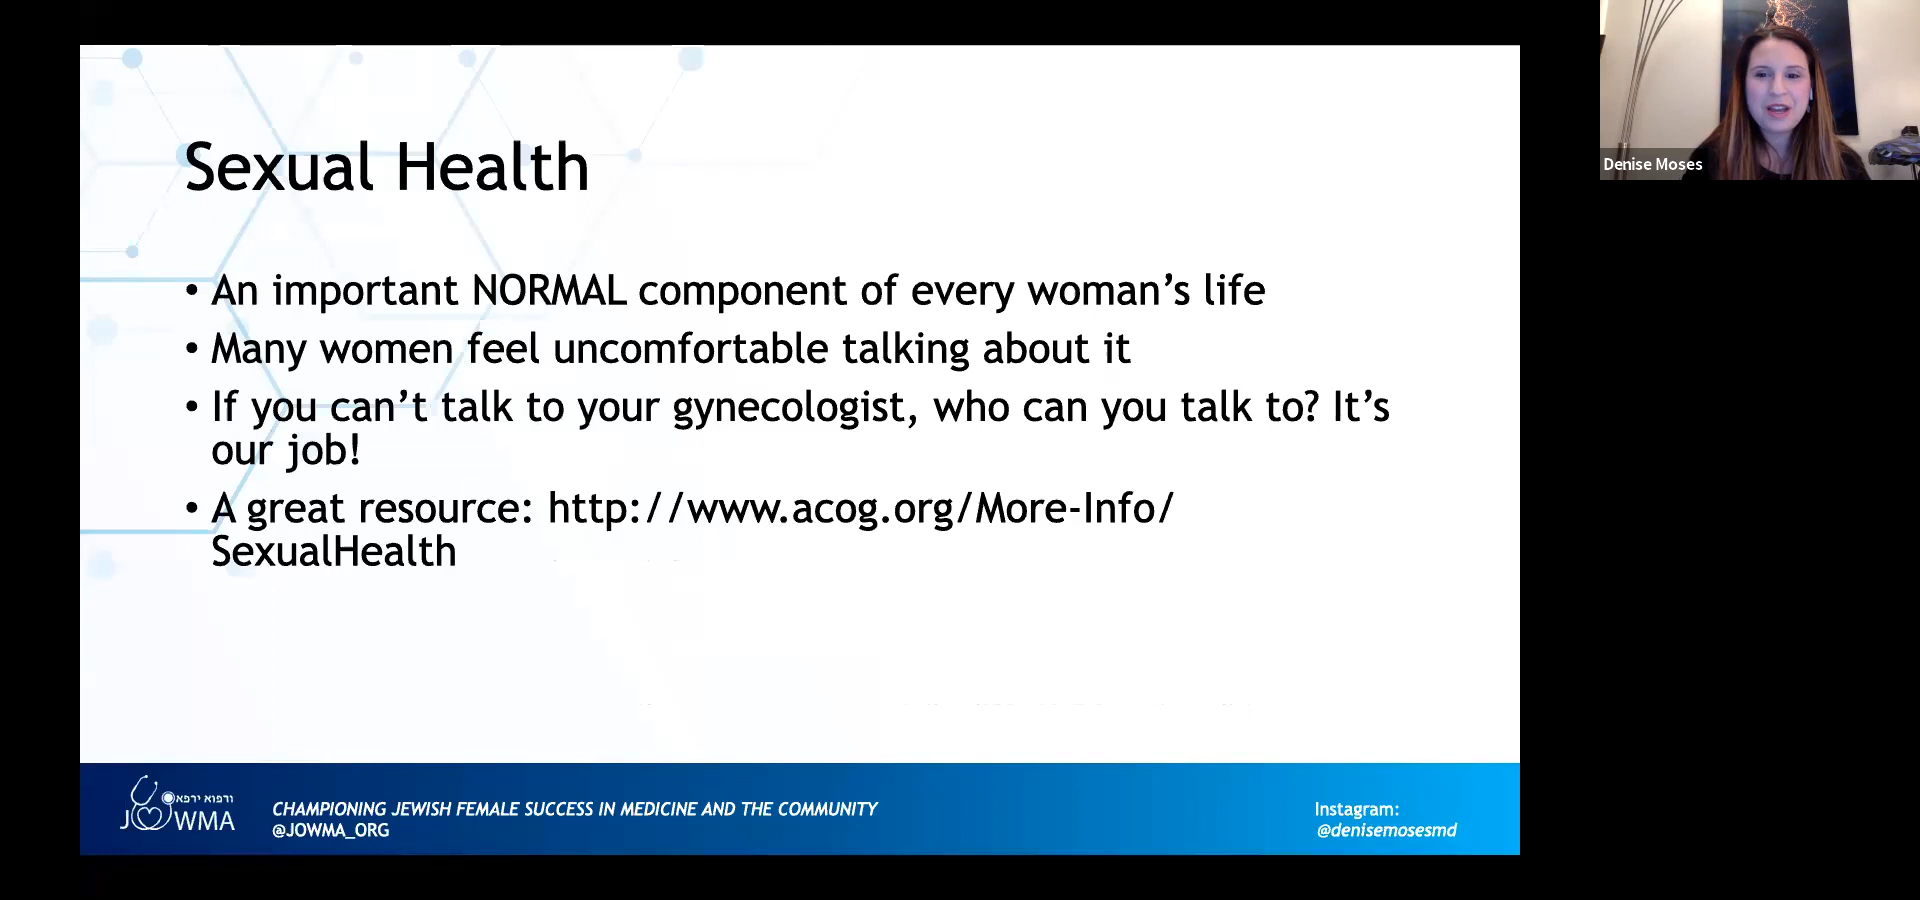 Sexual Health
• An important NORMAL component of every woman’s life
• Many women feel uncomfortable talking about it
• If you can’t talk to your gynecologist, who can you talk to? It’s
our job!
• A great resource: http://www.acog.org/More-Info/
SexualHealth
ורפוא ירפא
JOWMA
CHAMPIONING JEWISH FEMALE SUCCESS IN MEDICINE AND THE COMMUNITY
@JOWMA_ORG
Instagram:
@denisemosesmd
Denise Moses